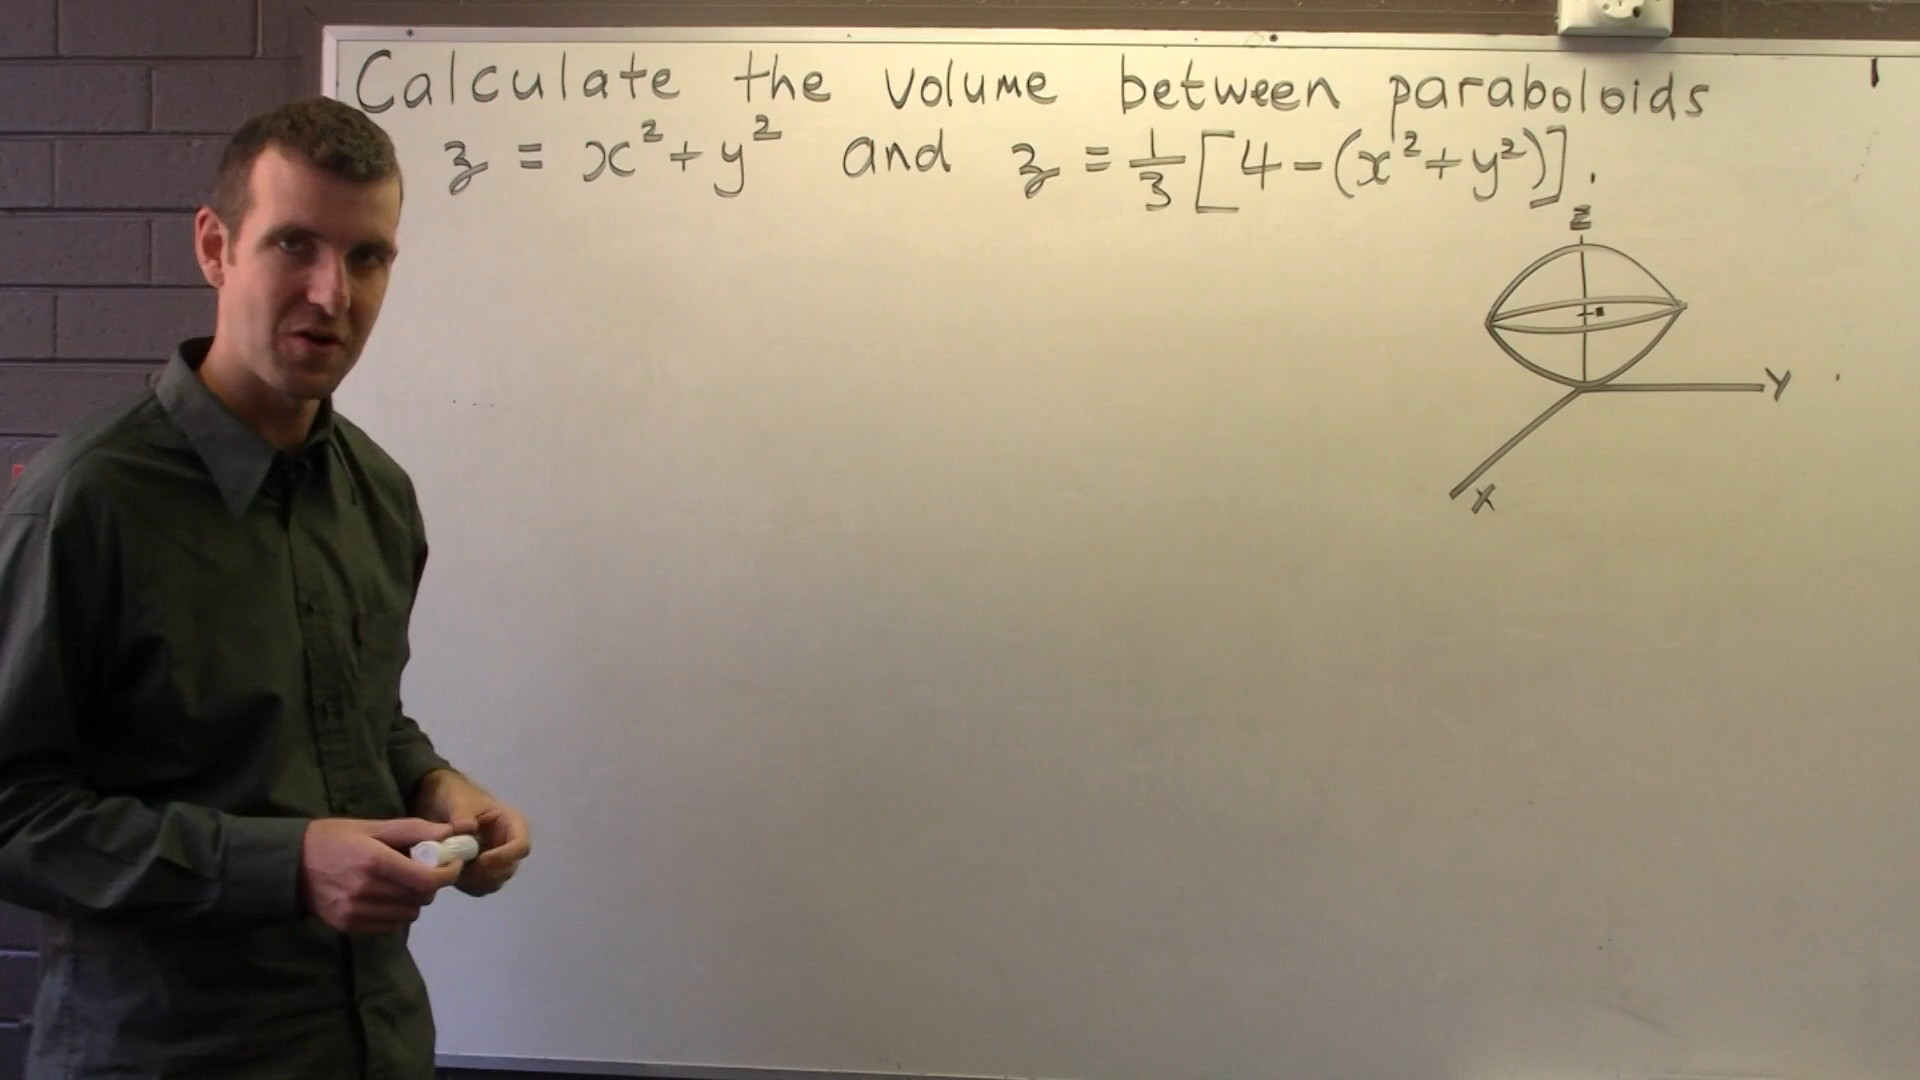 Calculate the volume between paraboloids
z = x² + y² and z = 1/3 [4 - (x² + y²)].
z
y
x